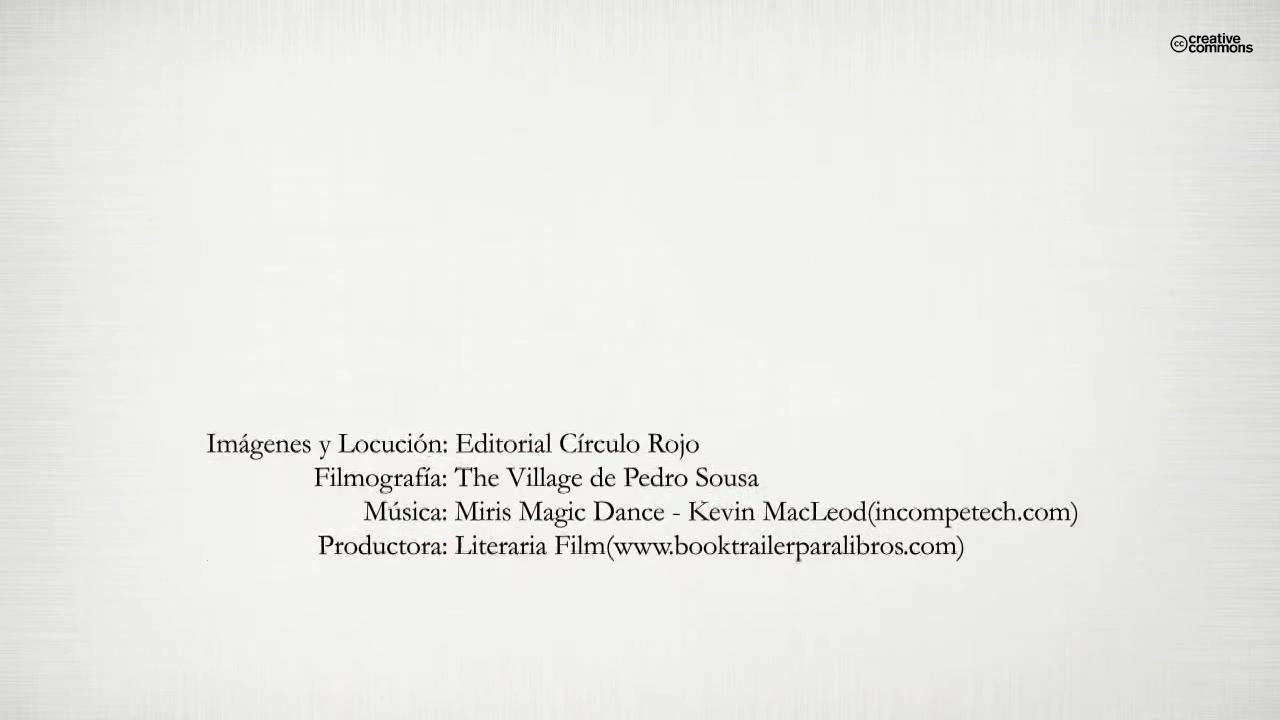 cc creative
commons
Imágenes y Locución: Editorial Círculo Rojo
Filmografía: The Village de Pedro Sousa
Música: Miris Magic Dance - Kevin MacLeod(incompetech.com)
Productora: Literaria Film(www.booktrailerparalibros.com)